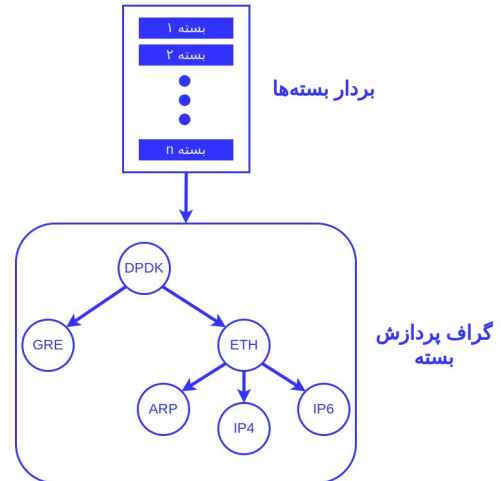 بسته ۱
بسته ۲
بسته n
بردار بسته‌ها
DPDK
GRE
ETH
ARP
IP4
IP6
گراف پردازش
بسته